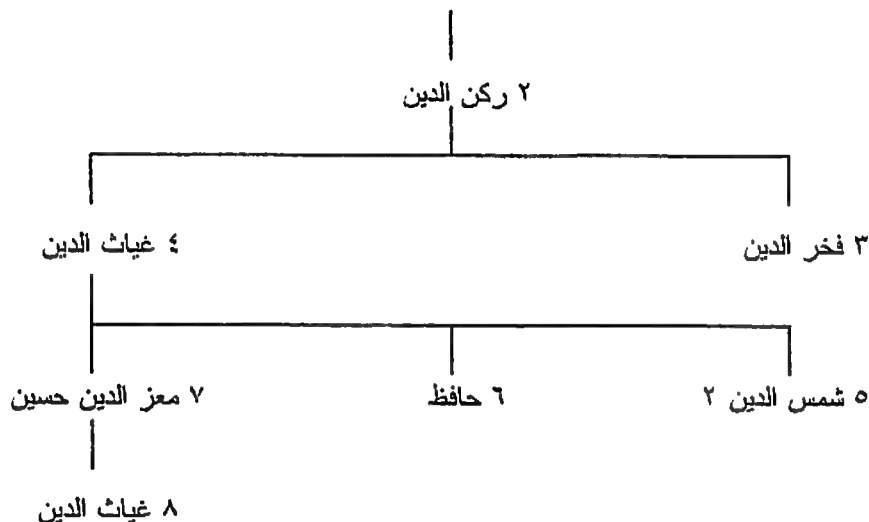 ٢ ركن الدين
٣ فخر الدين
٤ غياث الدين
٥ شمس الدين ٢
٦ حافظ
٧ معز الدين حسين
٨ غياث الدين